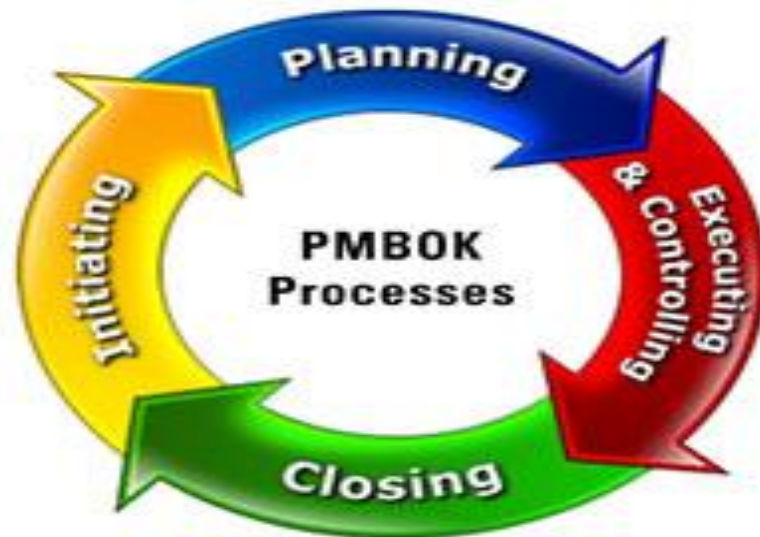 Planning
Executing
& Controlling
Closing
Initiating
PMBOK
Processes